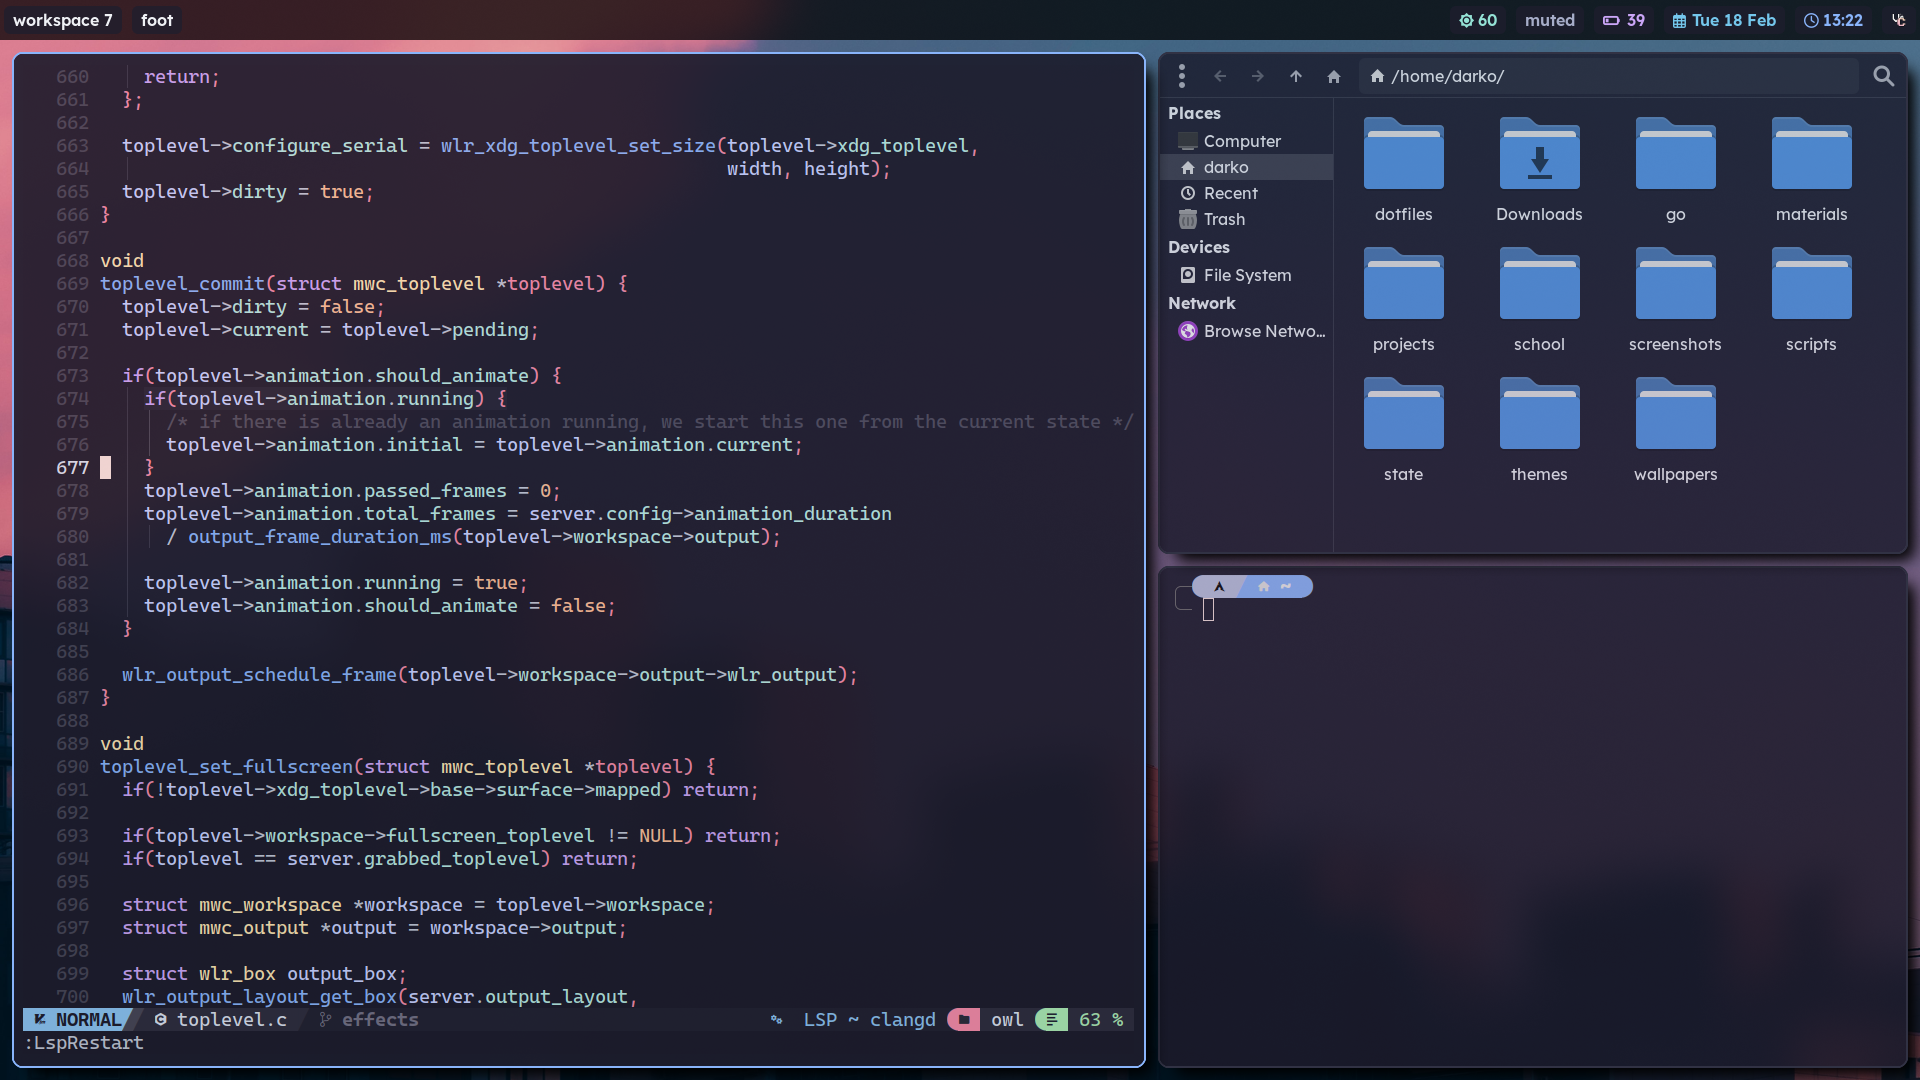 workspace 7 foot
60 muted 39 Tue 18 Feb 13:22
660     return;
661   };
662
663   toplevel->configure_serial = wlr_xdg_toplevel_set_size(toplevel->xdg_toplevel,
664                                                          width, height);
665   toplevel->dirty = true;
666 }
667
668 void
669 toplevel_commit(struct mwc_toplevel *toplevel) {
670   toplevel->dirty = false;
671   toplevel->current = toplevel->pending;
672
673   if(toplevel->animation.should_animate) {
674     if(toplevel->animation.running) {
675       /* if there is already an animation running, we start this one from the current state */
676       toplevel->animation.initial = toplevel->animation.current;
677     }
678     toplevel->animation.passed_frames = 0;
679     toplevel->animation.total_frames = server.config->animation_duration
680       / output_frame_duration_ms(toplevel->workspace->output);
681
682     toplevel->animation.running = true;
683     toplevel->animation.should_animate = false;
684   }
685
686   wlr_output_schedule_frame(toplevel->workspace->output->wlr_output);
687 }
688
689 void
690 toplevel_set_fullscreen(struct mwc_toplevel *toplevel) {
691   if(!toplevel->xdg_toplevel->base->surface->mapped) return;
692
693   if(toplevel->workspace->fullscreen_toplevel != NULL) return;
694   if(toplevel == server.grabbed_toplevel) return;
695
696   struct mwc_workspace *workspace = toplevel->workspace;
697   struct mwc_output *output = workspace->output;
698
699   struct wlr_box output_box;
700   wlr_output_layout_get_box(server.output_layout,
NORMAL toplevel.c effects LSP ~ clangd owl 63 %
:LspRestart
/home/darko/
Places
Computer
darko
Recent
Trash
Devices
File System
Network
Browse Netwo...
dotfiles Downloads go materials
projects school screenshots scripts
state themes wallpapers
~